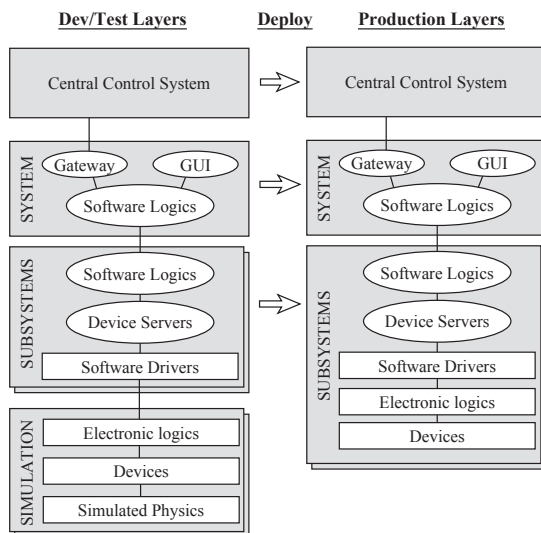 Dev/Test Layers
Deploy
Production Layers
Central Control System
SYSTEM
Gateway
GUI
Software Logics
SUBSYSTEMS
Software Logics
Device Servers
Software Drivers
SIMULATION
Electronic logics
Devices
Simulated Physics
Central Control System
SYSTEM
Gateway
GUI
Software Logics
SUBSYSTEMS
Software Logics
Device Servers
Software Drivers
Electronic logics
Devices